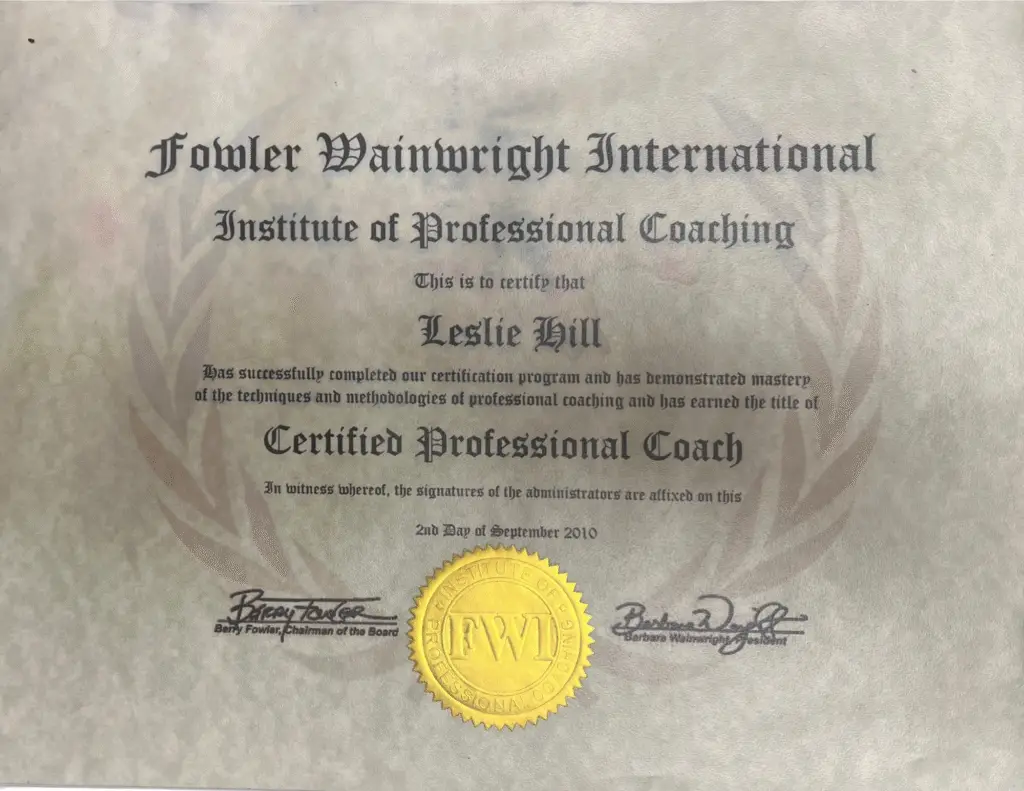 Fowler Wainwright International
Institute of Professional Coaching
This is to certify that
Leslie Hill
Has successfully completed our certification program and has demonstrated mastery
of the techniques and methodologies of professional coaching and has earned the title of
Certified Professional Coach
In witness whereof, the signatures of the administrators are affixed on this
2nd Day of September 2010
Barry Fowler
Barry Fowler, Chairman of the Board
INSTITUTE OF PROFESSIONAL COACHING
FWI
Barbara Wainwright, President